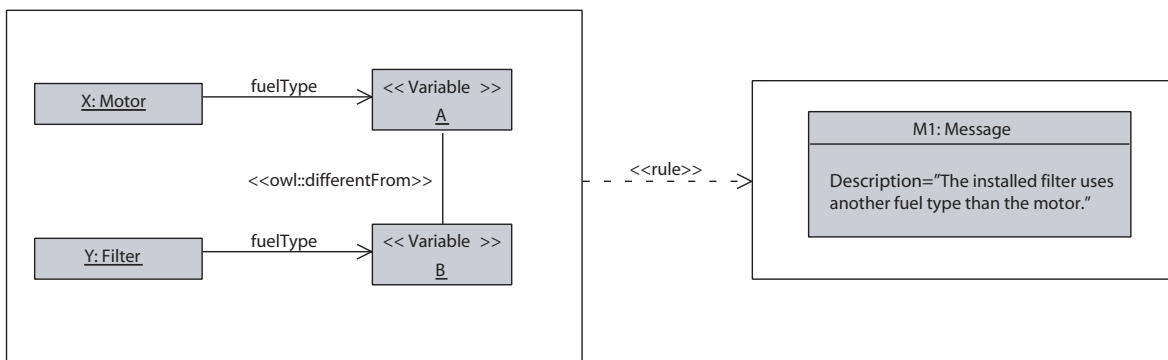 X: Motor
fuelType
<< Variable >>
A
<<owl::differentFrom>>
Y: Filter
fuelType
<< Variable >>
B
<<rule>>
M1: Message
Description=”The installed filter uses
another fuel type than the motor.”